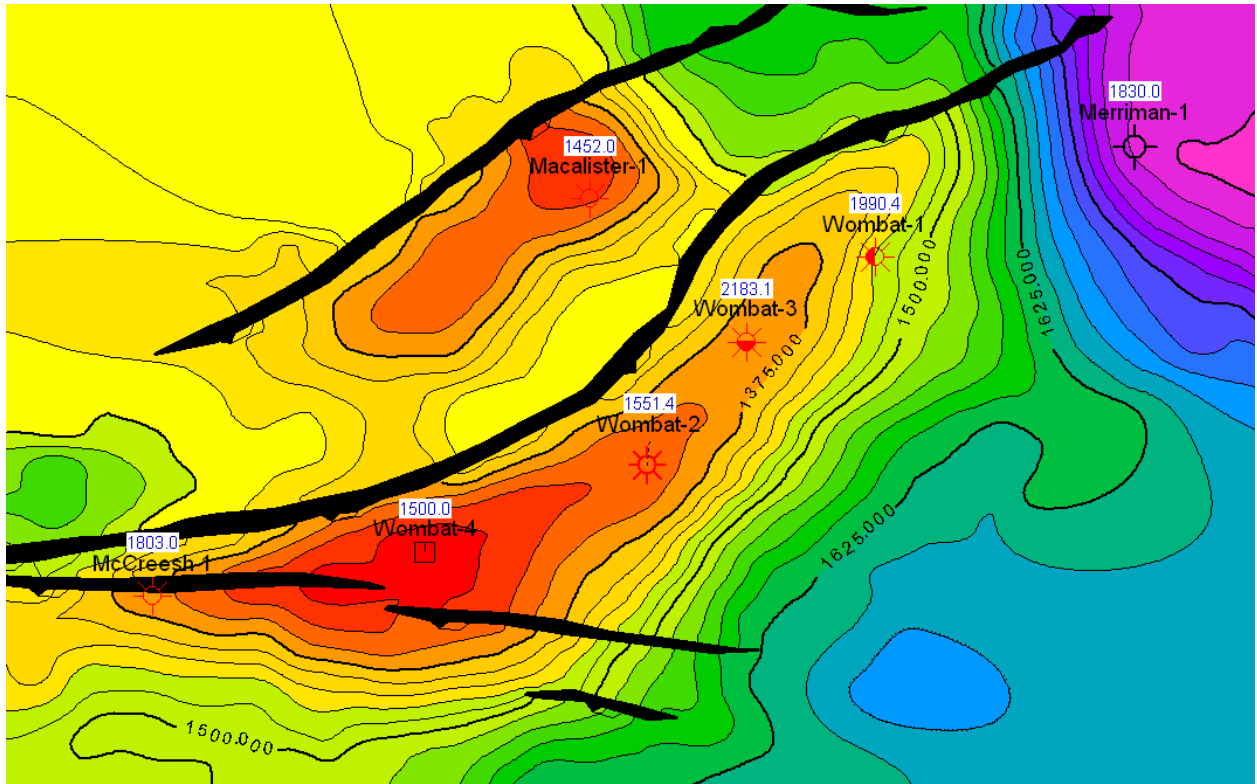 1830.0
Merriman-1
1452.0
Macalister-1
1990.4
Wombat-1
1500.000
1625.000
2183.1
Wombat-3
1375.000
1551.4
Wombat-2
1500.0
Wombat-4
1803.0
McCreesh-1
1625.000
1500.000